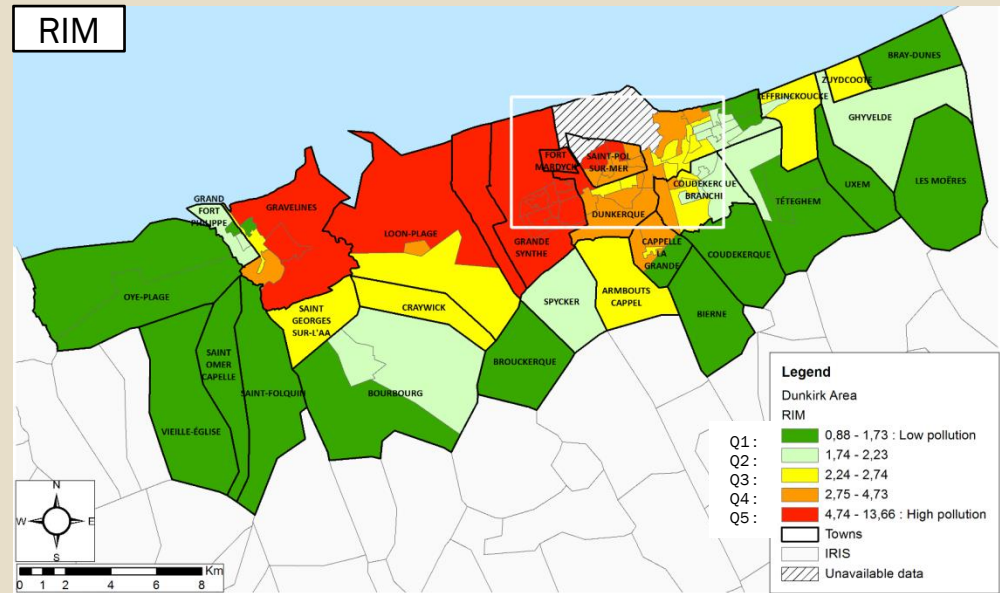 RIM
BRAY-DUNES
ZUYDCOOTE
LEFFRINCKOUCKE
GHYVELDE
FORT
MARDYCK
SAINT-POL
SUR-MER
COUDEKERQUE
BRANCHE
LES MOËRES
UXEM
TÉTEGHEM
GRAND
FORT
PHILIPPE
GRAVELINES
LOON-PLAGE
DUNKERQUE
GRANDE
SYNTHE
CAPPELLE
LA
GRANDE
COUDEKERQUE
OYE-PLAGE
SPYCKER
ARMBOUTS
CAPPEL
SAINT
GEORGES
SUR-L'AA
CRAYWICK
BIERNE
SAINT
OMER
CAPELLE
SAINT-FOLQUIN
BOURBOURG
BROUCKERQUE
VIEILLE-ÉGLISE
Legend
Dunkirk Area
RIM
Q1: 0,88 - 1,73 : Low pollution
Q2: 1,74 - 2,23
Q3: 2,24 - 2,74
Q4: 2,75 - 4,73
Q5: 4,74 - 13,66 : High pollution
Towns
IRIS
Unavailable data
N
W E
S
Km
0 1 2 4 6 8